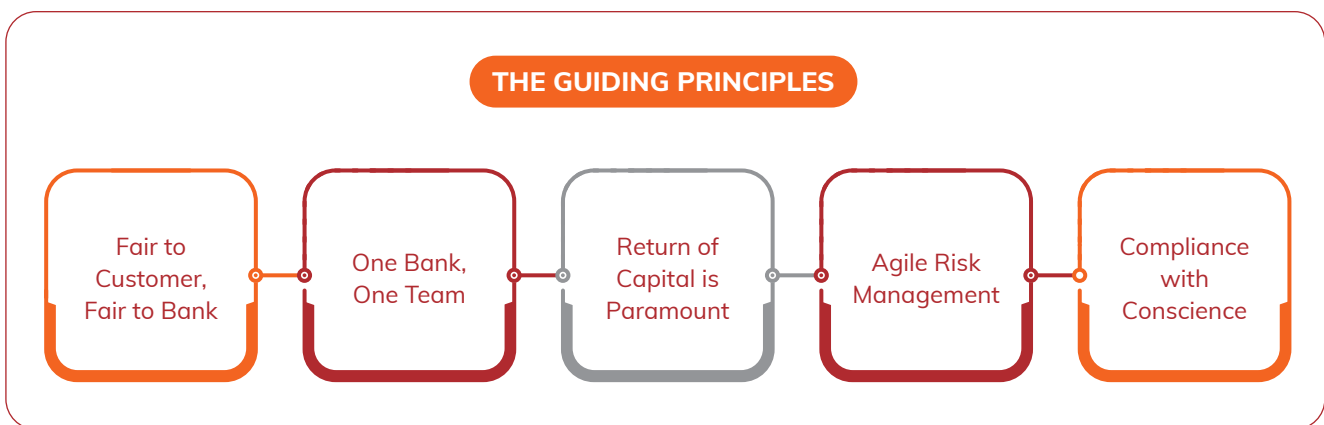 THE GUIDING PRINCIPLES
Fair to
Customer,
Fair to Bank
One Bank,
One Team
Return of
Capital is
Paramount
Agile Risk
Management
Compliance
with
Conscience